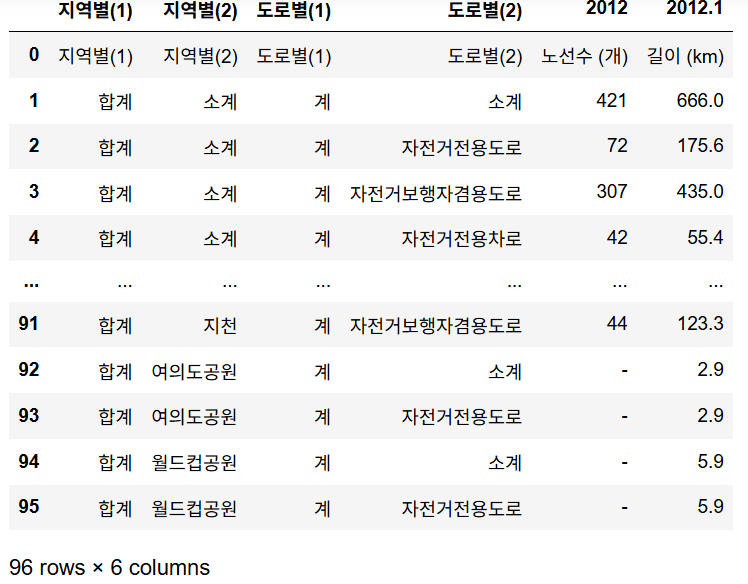 지역별(1) 지역별(2) 도로별(1) 도로별(2) 2012 2012.1
0 지역별(1) 지역별(2) 도로별(1) 도로별(2) 노선수 (개) 길이 (km)
1 합계 소계 계 소계 421 666.0
2 합계 소계 계 자전거전용도로 72 175.6
3 합계 소계 계 자전거보행자겸용도로 307 435.0
4 합계 소계 계 자전거전용차로 42 55.4
... ... ... ... ... ... ...
91 합계 지천 계 자전거보행자겸용도로 44 123.3
92 합계 여의도공원 계 소계 - 2.9
93 합계 여의도공원 계 자전거전용도로 - 2.9
94 합계 월드컵공원 계 소계 - 5.9
95 합계 월드컵공원 계 자전거전용도로 - 5.9
96 rows × 6 columns